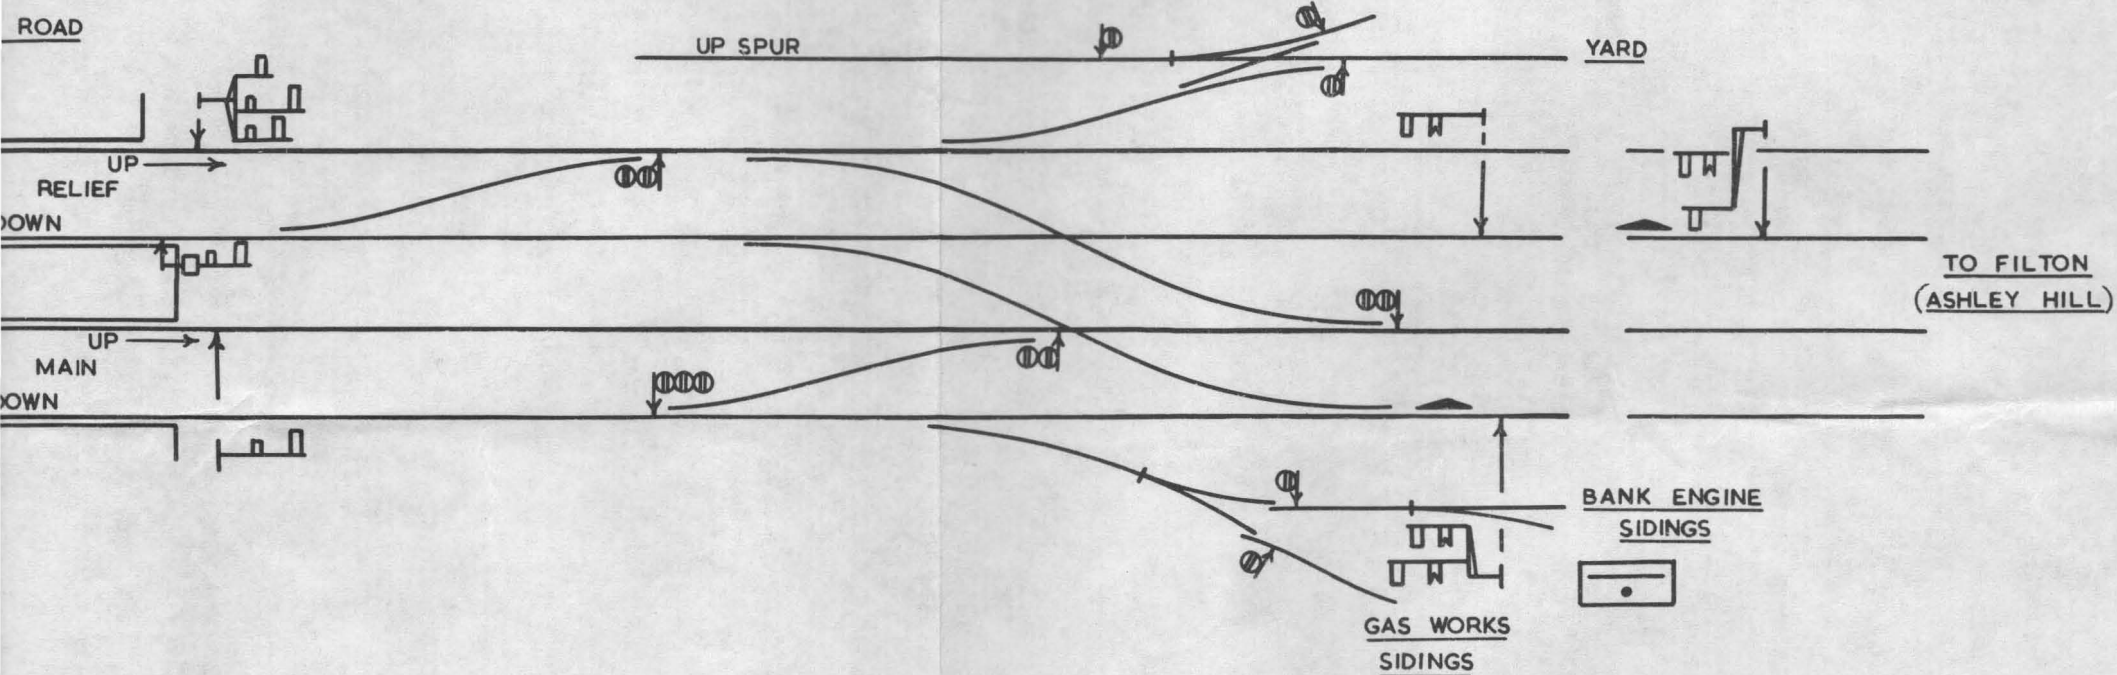 ROAD
UP SPUR
YARD
UP
RELIEF
DOWN
TO FILTON
(ASHLEY HILL)
UP
MAIN
DOWN
BANK ENGINE
SIDINGS
GAS WORKS
SIDINGS